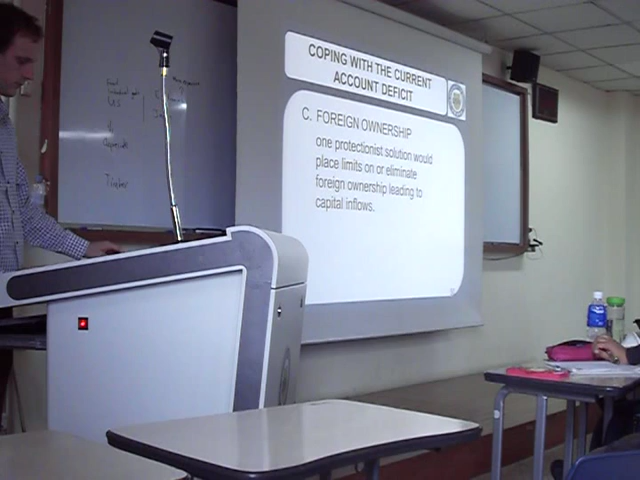 COPING WITH THE CURRENT
ACCOUNT DEFICIT
C. FOREIGN OWNERSHIP
one protectionist solution would
place limits on or eliminate
foreign ownership leading to
capital inflows.